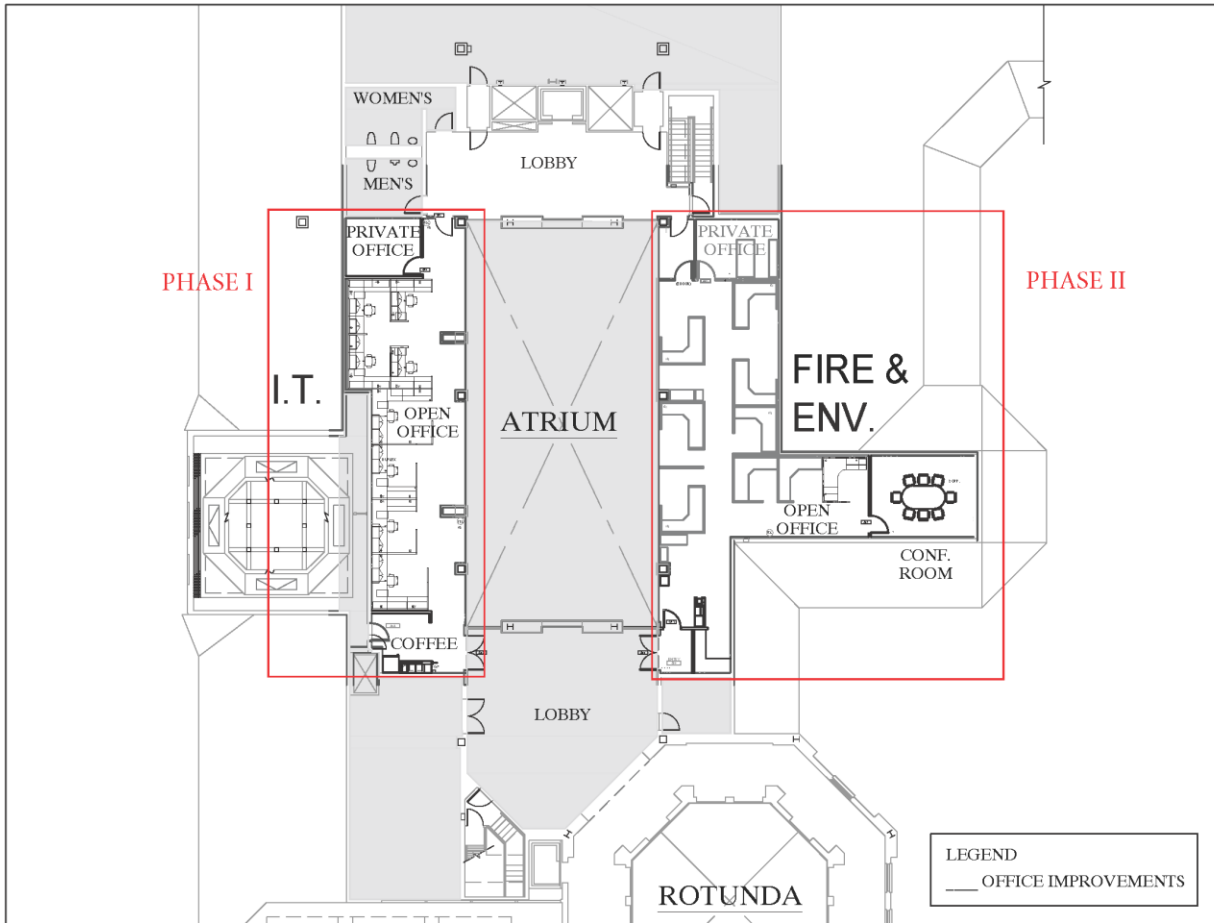 WOMEN'S
LOBBY
MEN'S
PRIVATE
OFFICE
PRIVATE
OFFICE
PHASE I
PHASE II
I.T.
FIRE &
ENV.
OPEN
OFFICE
ATRIUM
OPEN
OFFICE
CONF.
ROOM
COFFEE
LOBBY
LEGEND
___ OFFICE IMPROVEMENTS
ROTUNDA